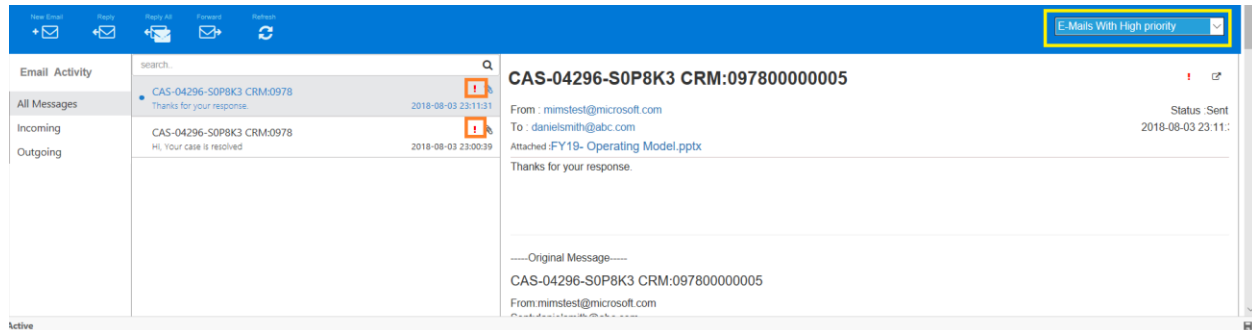 New Email Reply Reply All Forward Refresh
E-Mails With High priority
Email Activity
All Messages
Incoming
Outgoing
search..
CAS-04296-S0P8K3 CRM:0978
Thanks for your response. 2018-08-03 23:11:31
CAS-04296-S0P8K3 CRM:0978
Hi, Your case is resolved 2018-08-03 23:00:39
CAS-04296-S0P8K3 CRM:097800000005
From : mimstest@microsoft.com Status :Sent
To : danielsmith@abc.com 2018-08-03 23:11:
Attached :FY19- Operating Model.pptx
Thanks for your response.
-----Original Message-----
CAS-04296-S0P8K3 CRM:097800000005
From:mimstest@microsoft.com
Active